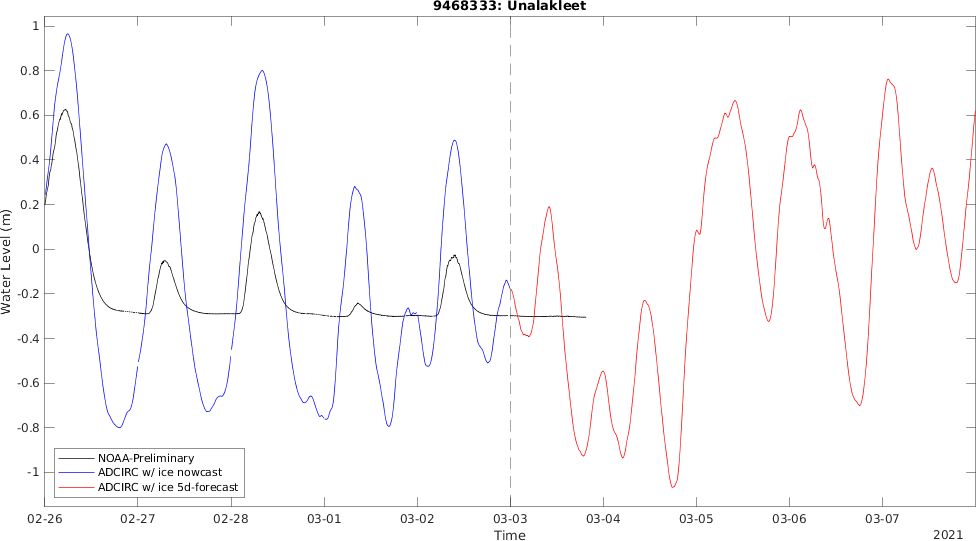 9468333: Unalakleet
1
0.8
0.6
0.4
0.2
0
-0.2
-0.4
-0.6
-0.8
-1
Water Level (m)
NOAA-Preliminary
ADCIRC w/ ice nowcast
ADCIRC w/ ice 5d-forecast
02-26 02-27 02-28 03-01 03-02 03-03 03-04 03-05 03-06 03-07
Time
2021